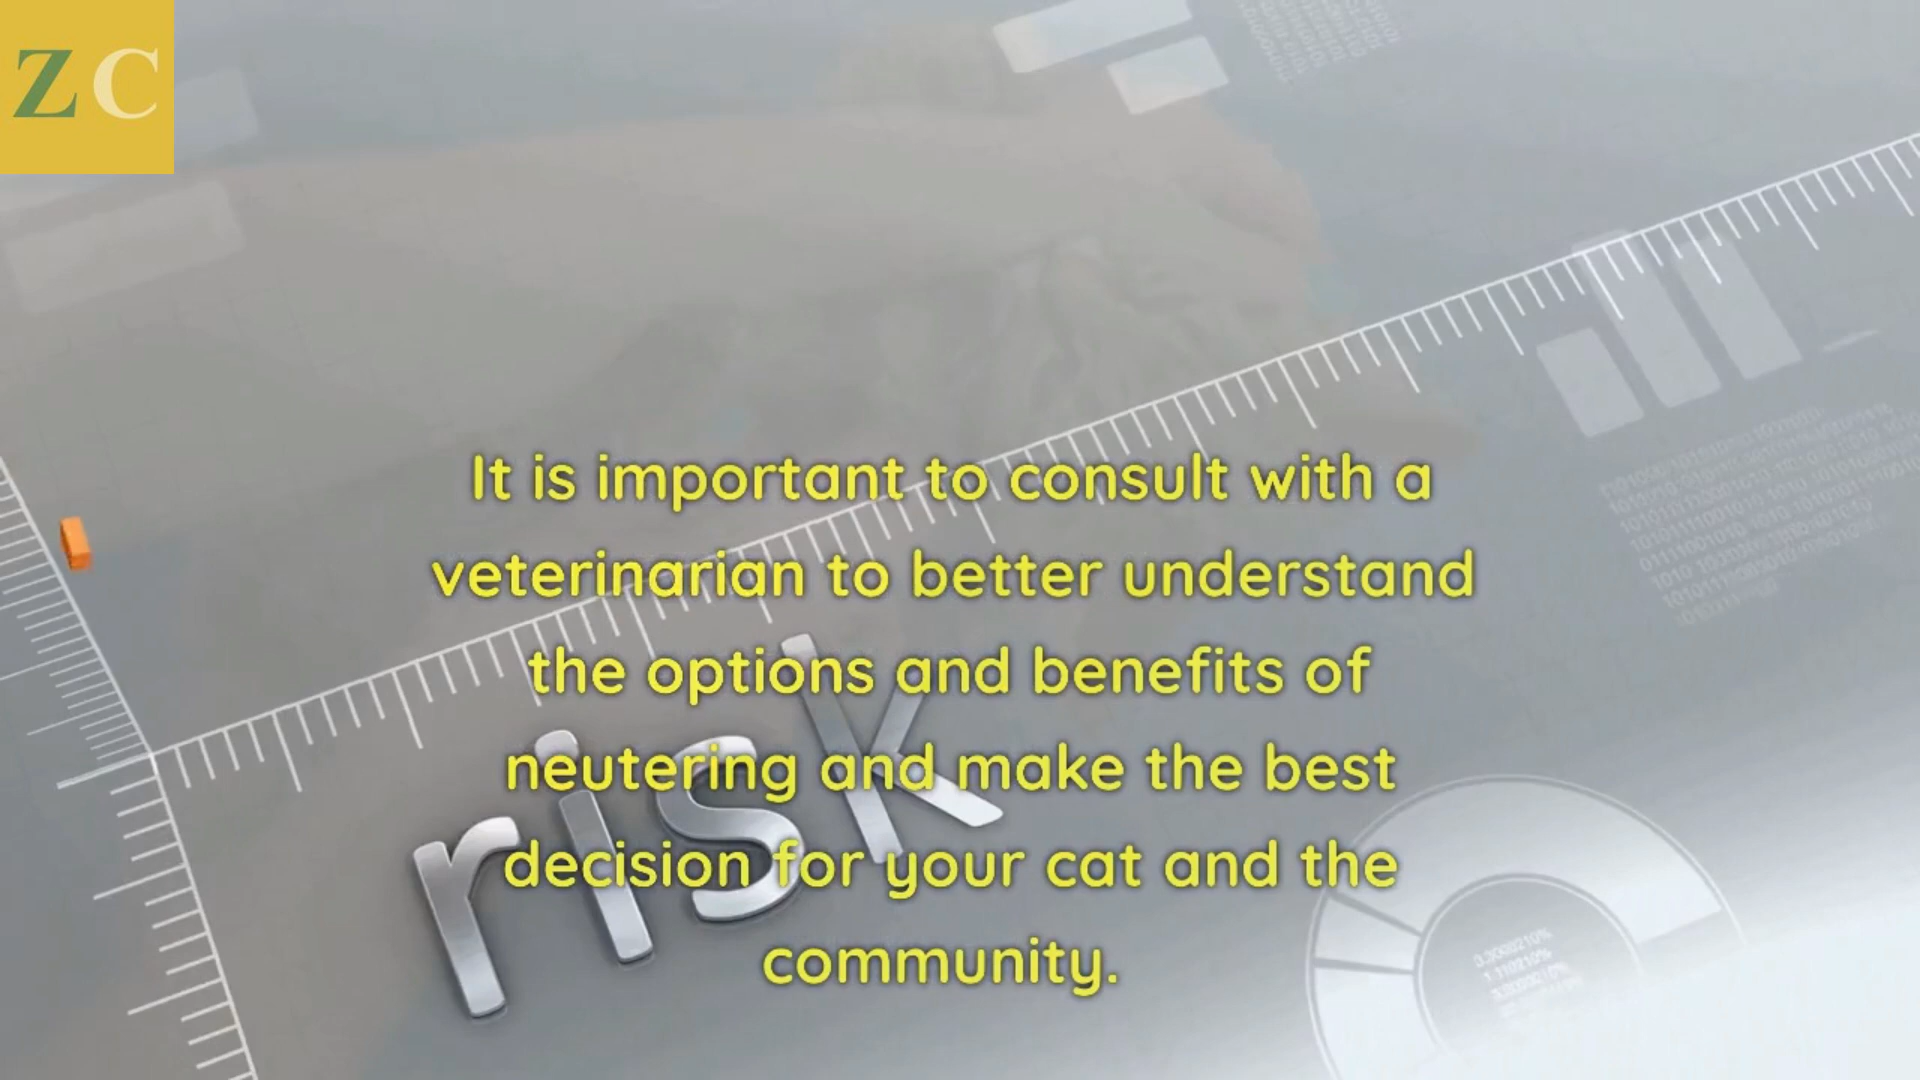 Z C
It is important to consult with a
veterinarian to better understand
the options and benefits of
neutering and make the best
decision for your cat and the
community.
risk